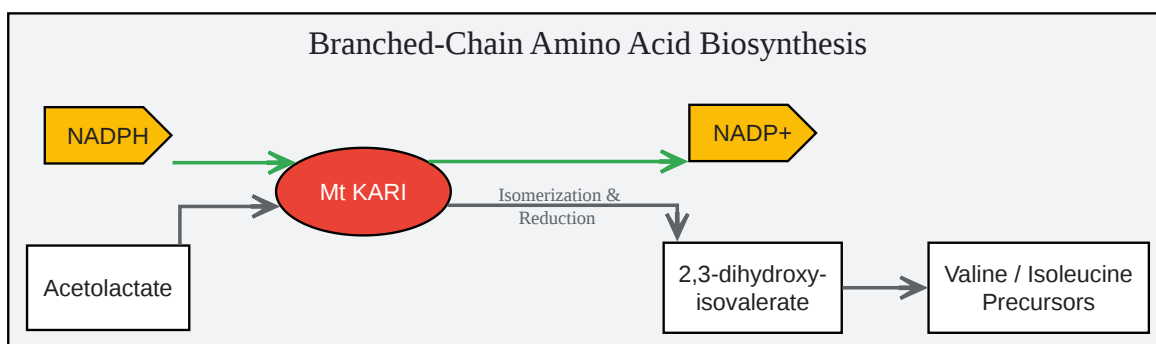 Branched-Chain Amino Acid Biosynthesis
NADPH
NADP+
Mt KARI
Isomerization &
Reduction
Acetolactate
2,3-dihydroxy-
isovalerate
Valine / Isoleucine
Precursors